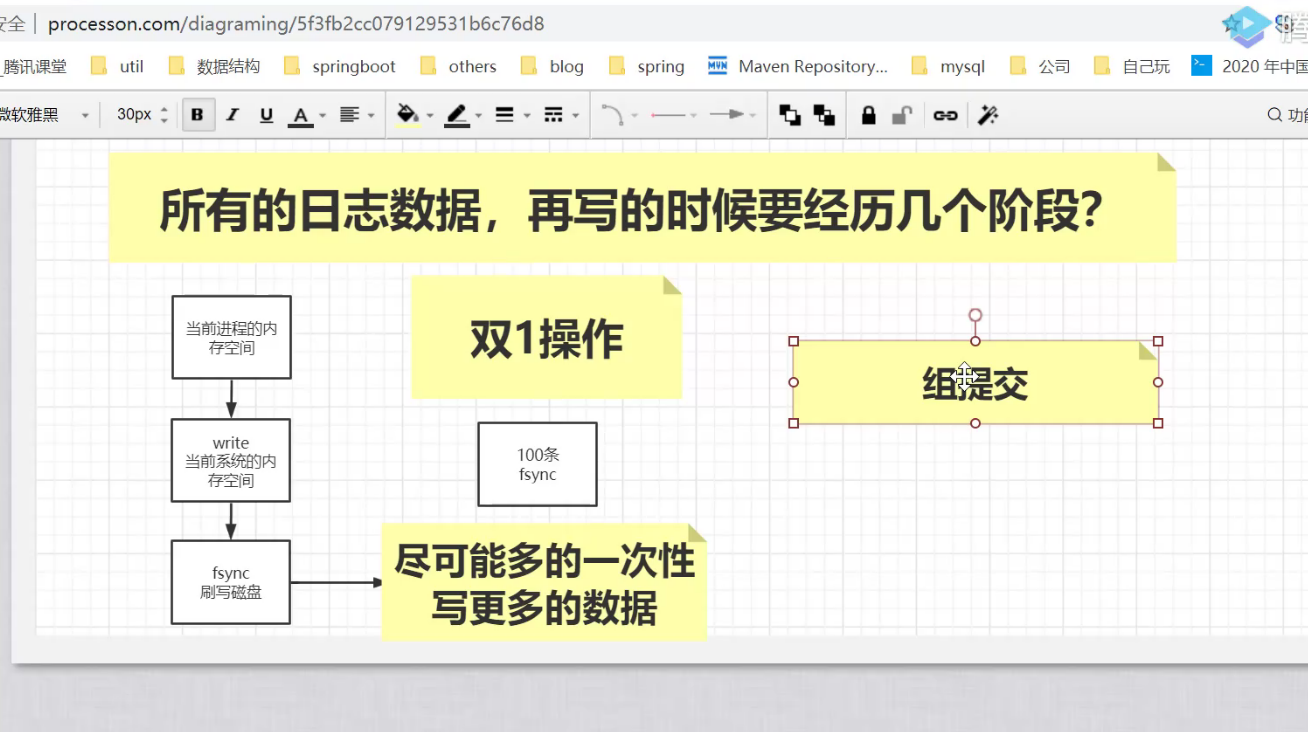 安全 processon.com/diagraming/5f3fb2cc079129531b6c76d8
腾讯课堂 util 数据结构 springboot others blog spring MVN Maven Repository... mysql 公司 自己玩 2020 年中国
微软雅黑 30px B I U A
所有的日志数据，再写的时候要经历几个阶段?
当前进程的内
存空间
双1操作
组提交
write
当前系统的内
存空间
100条
fsync
fsync
刷写磁盘
尽可能多的一次性
写更多的数据